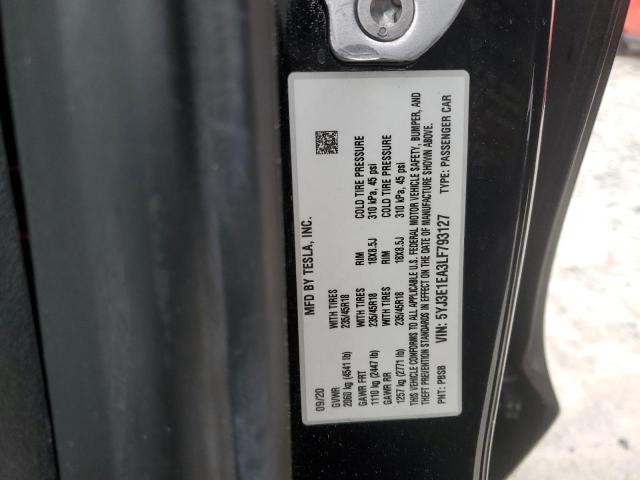 MFD BY TESLA, INC.
09/20
GVWR WITH TIRES RIM COLD TIRE PRESSURE
2060 kg (4541 lb) 235/45R18 18X8.5J 310 kPa, 45 psi
GAWR FRT WITH TIRES RIM COLD TIRE PRESSURE
1110 kg (2447 lb) 235/45R18 18X8.5J 310 kPa, 45 psi
GAWR RR
1257 kg (2771 lb) 235/45R18
THIS VEHICLE CONFORMS TO ALL APPLICABLE U.S. FEDERAL MOTOR VEHICLE SAFETY, BUMPER, AND
THEFT PREVENTION STANDARDS IN EFFECT ON THE DATE OF MANUFACTURE SHOWN ABOVE.
PNT: PBSB VIN: 5YJ3E1EA3LF793127 TYPE: PASSENGER CAR